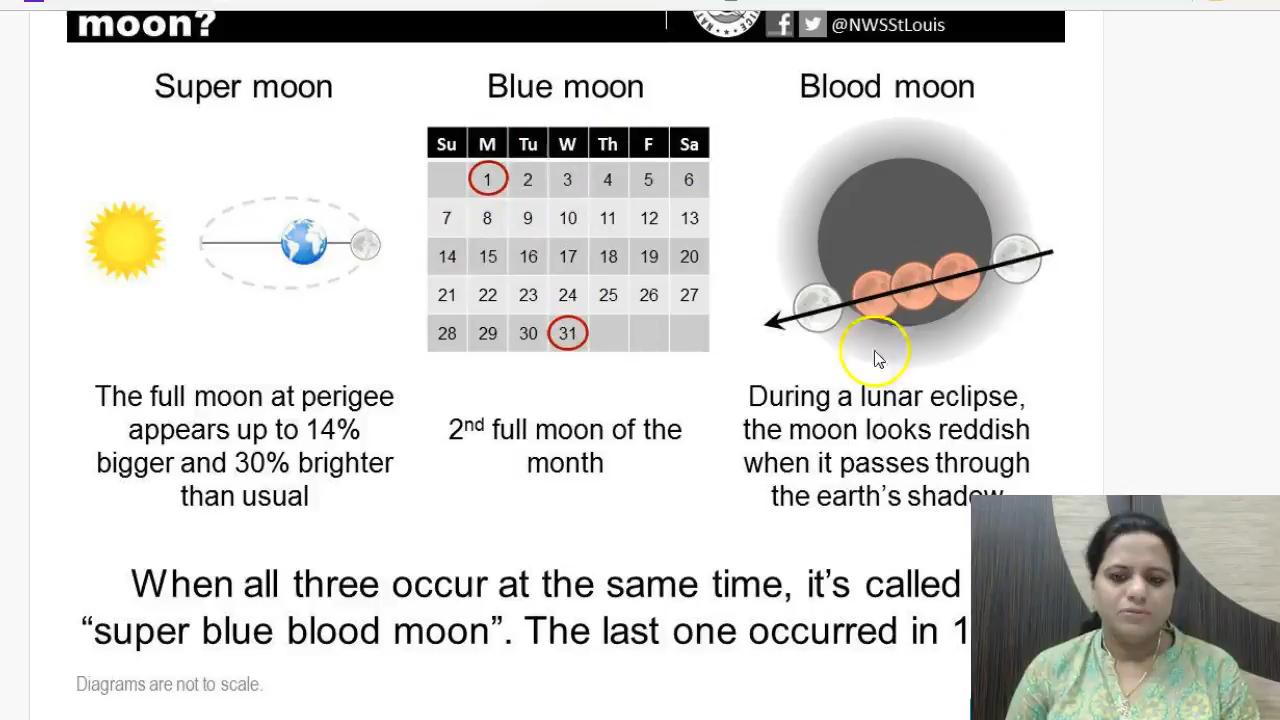 moon?
@NWSStLouis
Super moon
Blue moon
Blood moon
Su M Tu W Th F Sa
1 2 3 4 5 6
7 8 9 10 11 12 13
14 15 16 17 18 19 20
21 22 23 24 25 26 27
28 29 30 31
The full moon at perigee
appears up to 14%
bigger and 30% brighter
than usual
2nd full moon of the
month
During a lunar eclipse,
the moon looks reddish
when it passes through
the earth’s shadow
When all three occur at the same time, it’s called
“super blue blood moon”. The last one occurred in 1
Diagrams are not to scale.